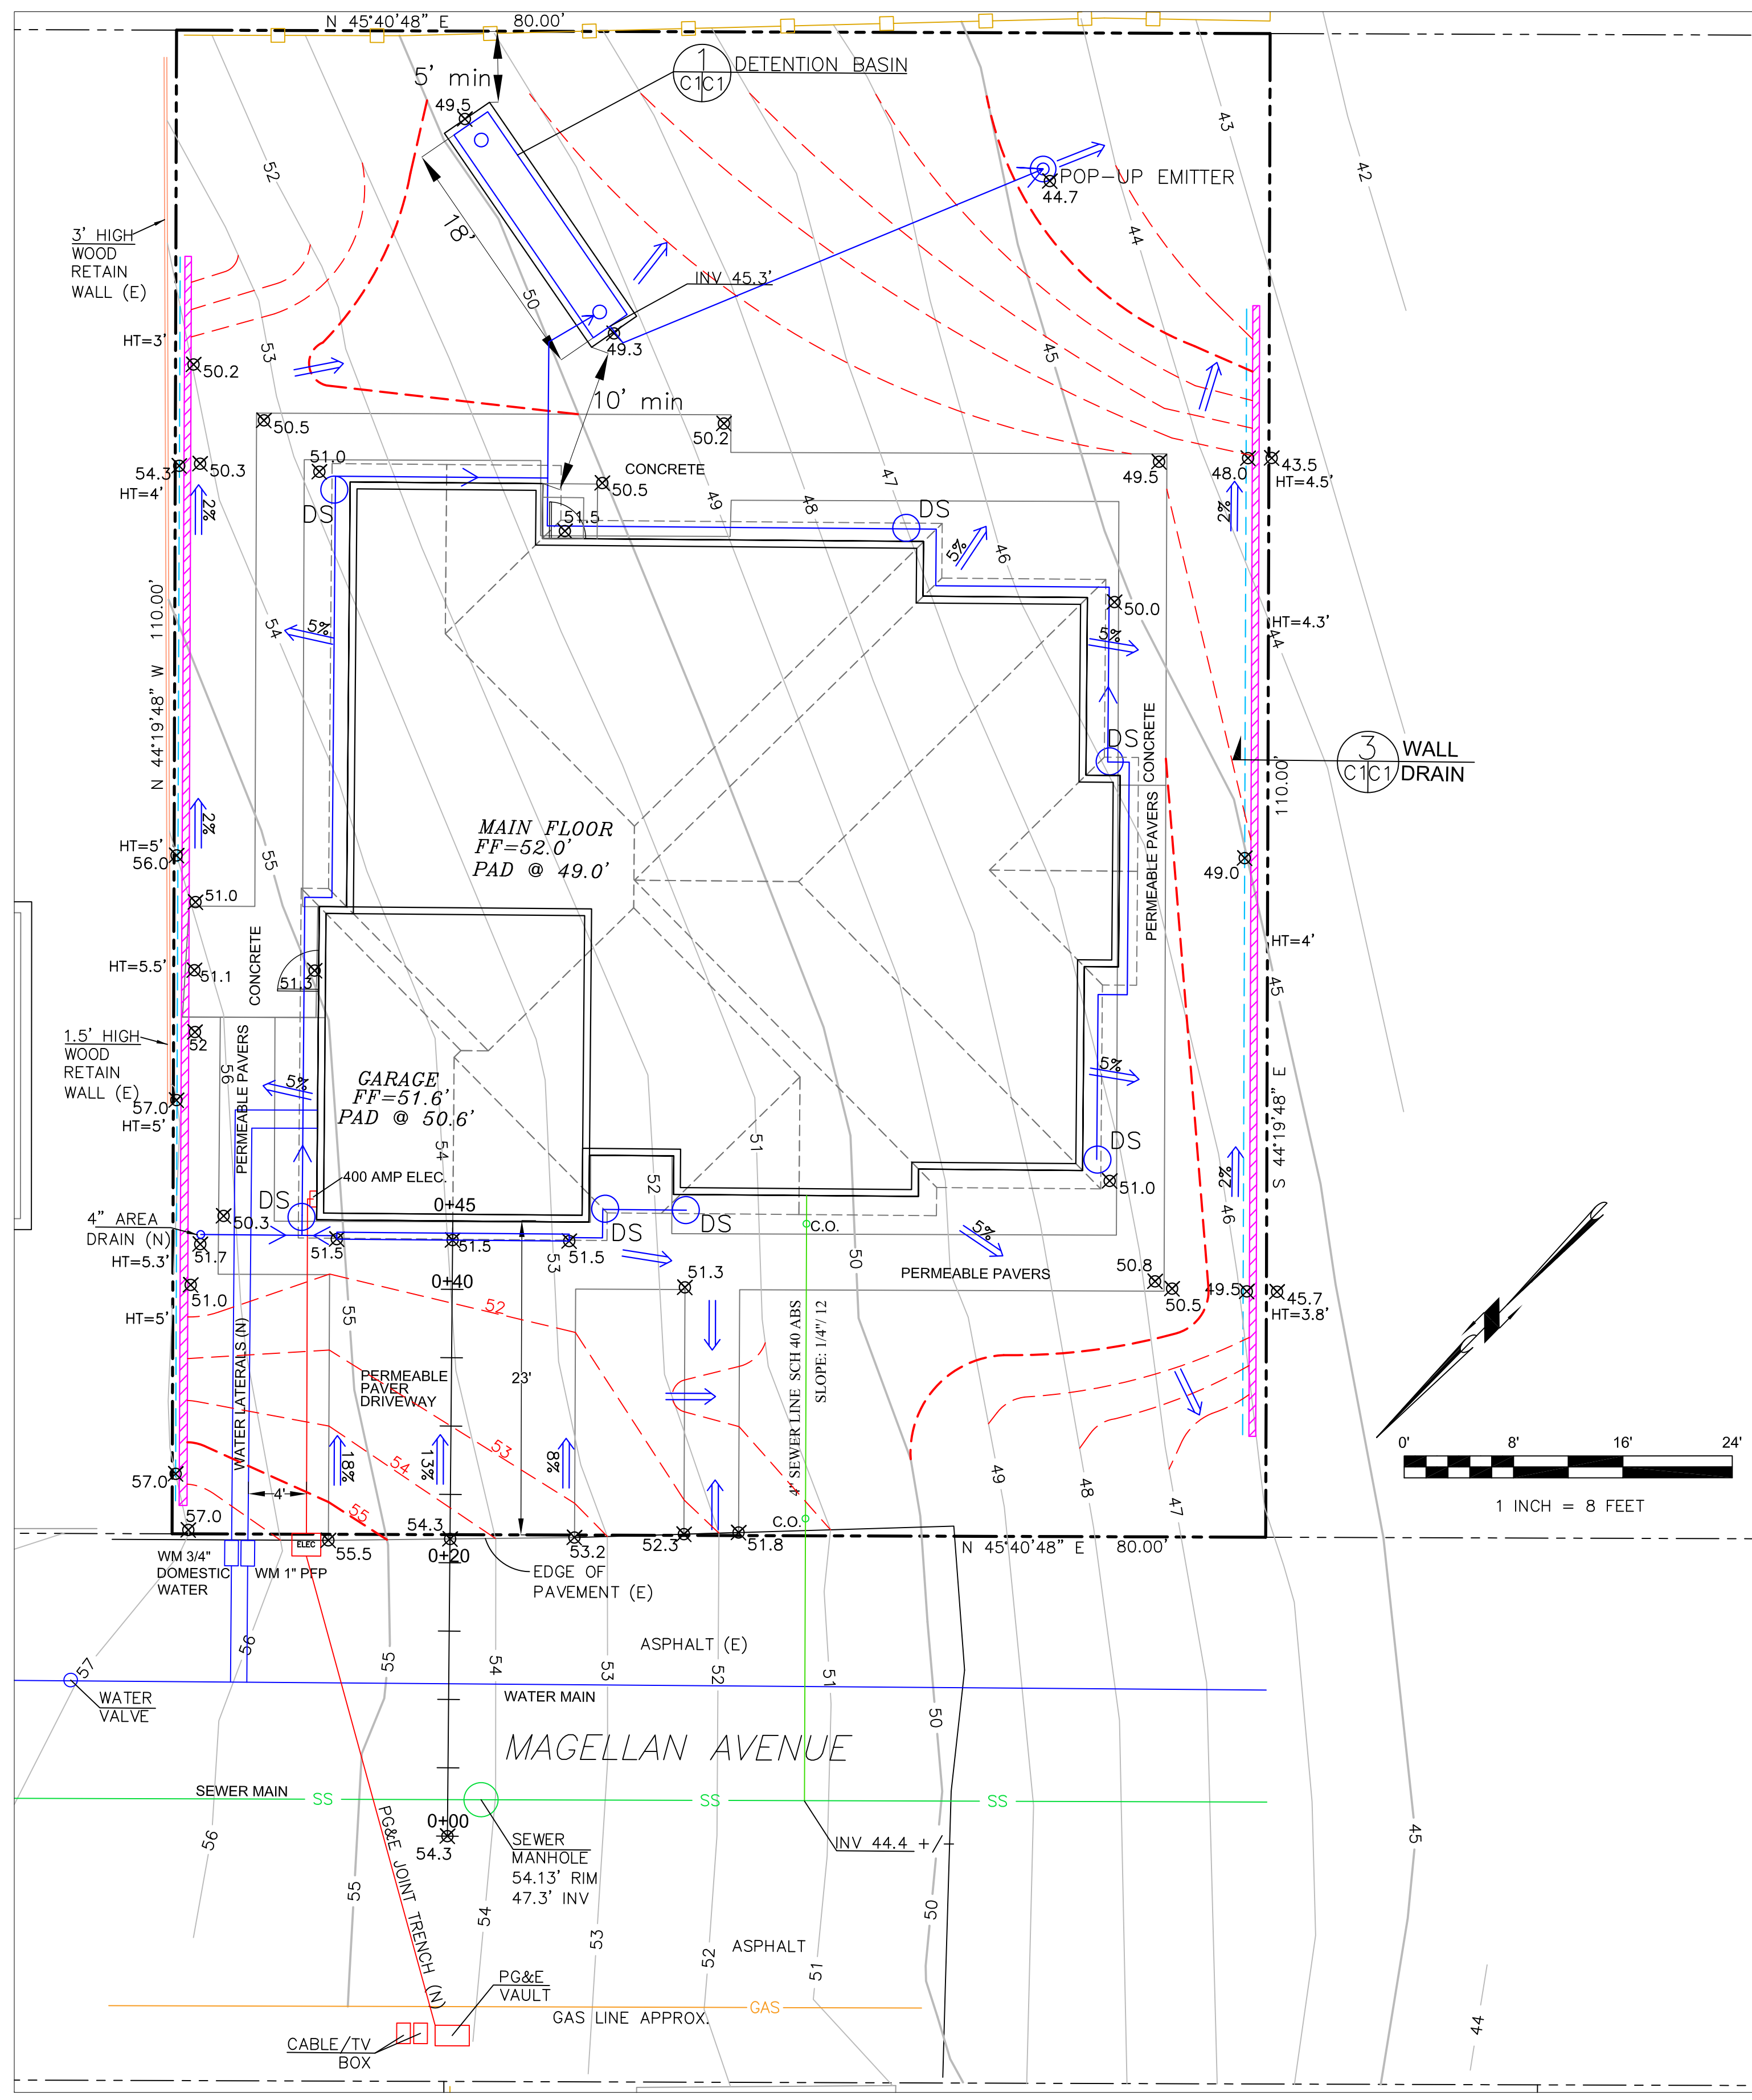 N 45°40'48" E 80.00'
1
C1 C1
DETENTION BASIN
5' min
49.5
18'
POP-UP EMITTER
44.7
43
42
44
52
53
50
45
3' HIGH
WOOD
RETAIN
WALL (E)
INV 45.3'
49.3
HT=3'
50.2
10' min
50.5
50.2
51.0
54.3
50.3
HT=4'
2%
DS
CONCRETE
50.5
51.5
49
48
47
46
DS
5%
49.5
48.0
43.5
HT=4.5'
2%
N 44°19'48" W 110.00'
54
5%
50.0
5%
HT=4.3'
44
DS
PERMEABLE PAVERS
CONCRETE
3
C1 C1
WALL
DRAIN
110.00'
S 44°19'48" E
2%
HT=5'
56.0
55
MAIN FLOOR
FF=52.0'
PAD @ 49.0'
49.0
51.0
HT=5.5'
51.1
CONCRETE
51.3
HT=4'
45
1.5' HIGH
WOOD
RETAIN
WALL (E)
52
56
PERMEABLE PAVERS
57.0
HT=5'
5%
GARAGE
FF=51.6'
PAD @ 50.6'
54
51
52
5%
400 AMP ELEC.
0+45
DS
50.3
4" AREA
DRAIN (N)
51.7
HT=5.3'
51.5
51.5
51.5
DS
DS
C.O.
51.0
DS
2%
46
5%
53
50
51.0
HT=5'
0+40
52
51.3
PERMEABLE PAVERS
50.8
50.5
49.5
45.7
HT=3.8'
55
WATER LATERALS (N)
PERMEABLE
PAVER
DRIVEWAY
23'
4" SEWER LINE SCH 40 ABS
SLOPE: 1/4"/ 12
54
53
18%
13%
8%
55
4'
57.0
57.0
49
48
47
0' 8' 16' 24'
1 INCH = 8 FEET
54.3
ELEC
55.5
0+20
53.2
52.3
51.8
C.O.
N 45°40'48" E 80.00'
WM 3/4"
DOMESTIC
WATER
WM 1" PFP
EDGE OF
PAVEMENT (E)
ASPHALT (E)
57
56
55
54
53
52
51
50
WATER
VALVE
WATER MAIN
MAGELLAN AVENUE
SEWER MAIN
SS
SS
SS
0+00
54.3
PG&E JOINT TRENCH (N)
SEWER
MANHOLE
54.13' RIM
47.3' INV
INV 44.4 +/-
45
56
55
54
53
52
51
50
ASPHALT
PG&E
VAULT
GAS
GAS LINE APPROX.
CABLE/TV
BOX
44